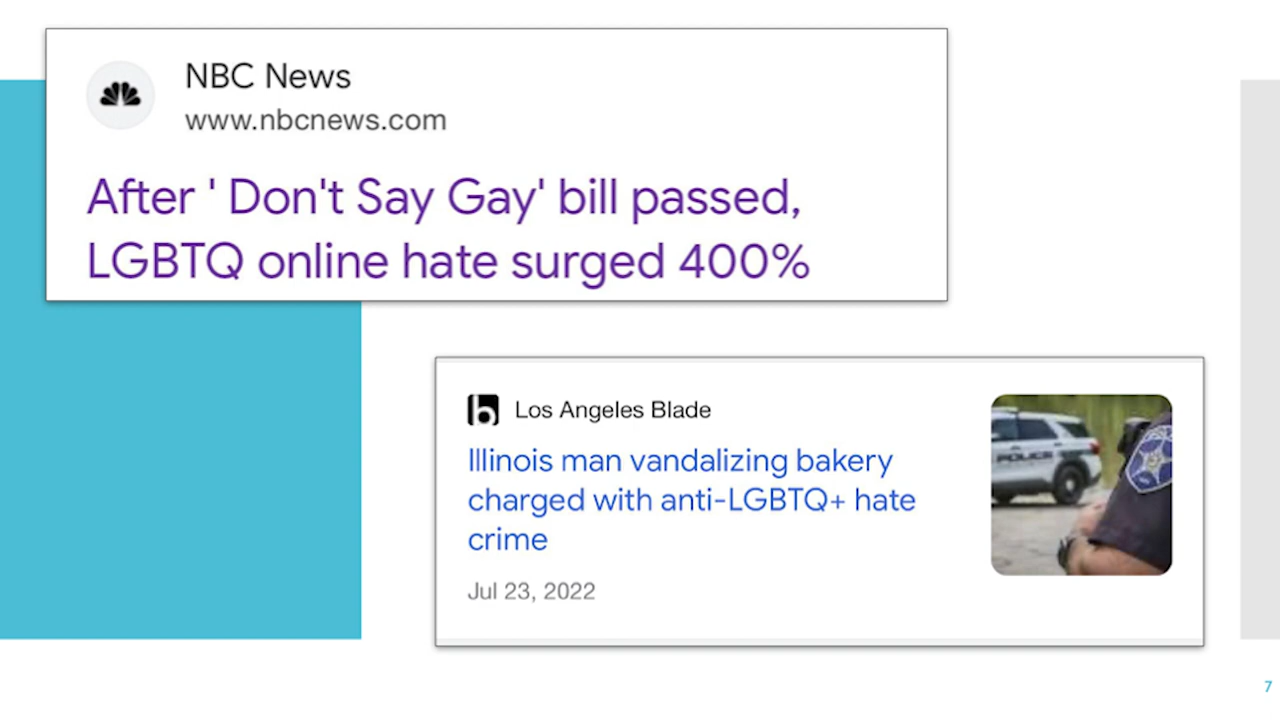 NBC News
www.nbcnews.com
After ' Don't Say Gay' bill passed,
LGBTQ online hate surged 400%
Los Angeles Blade
Illinois man vandalizing bakery
charged with anti-LGBTQ+ hate
crime
Jul 23, 2022
POLICE
7